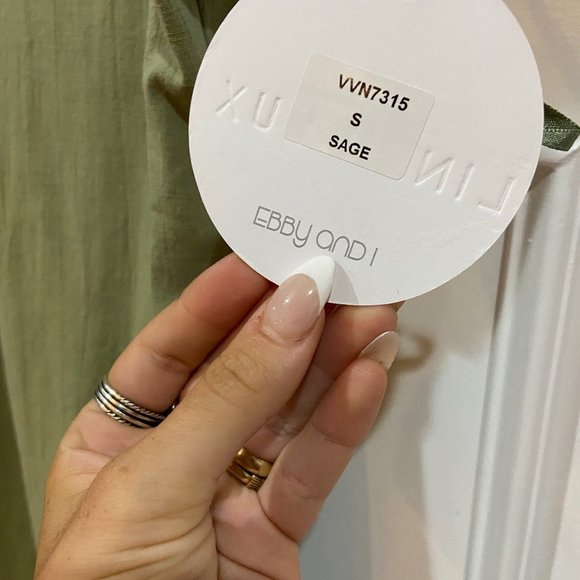 VVN7315
S
SAGE
EBBY AND I